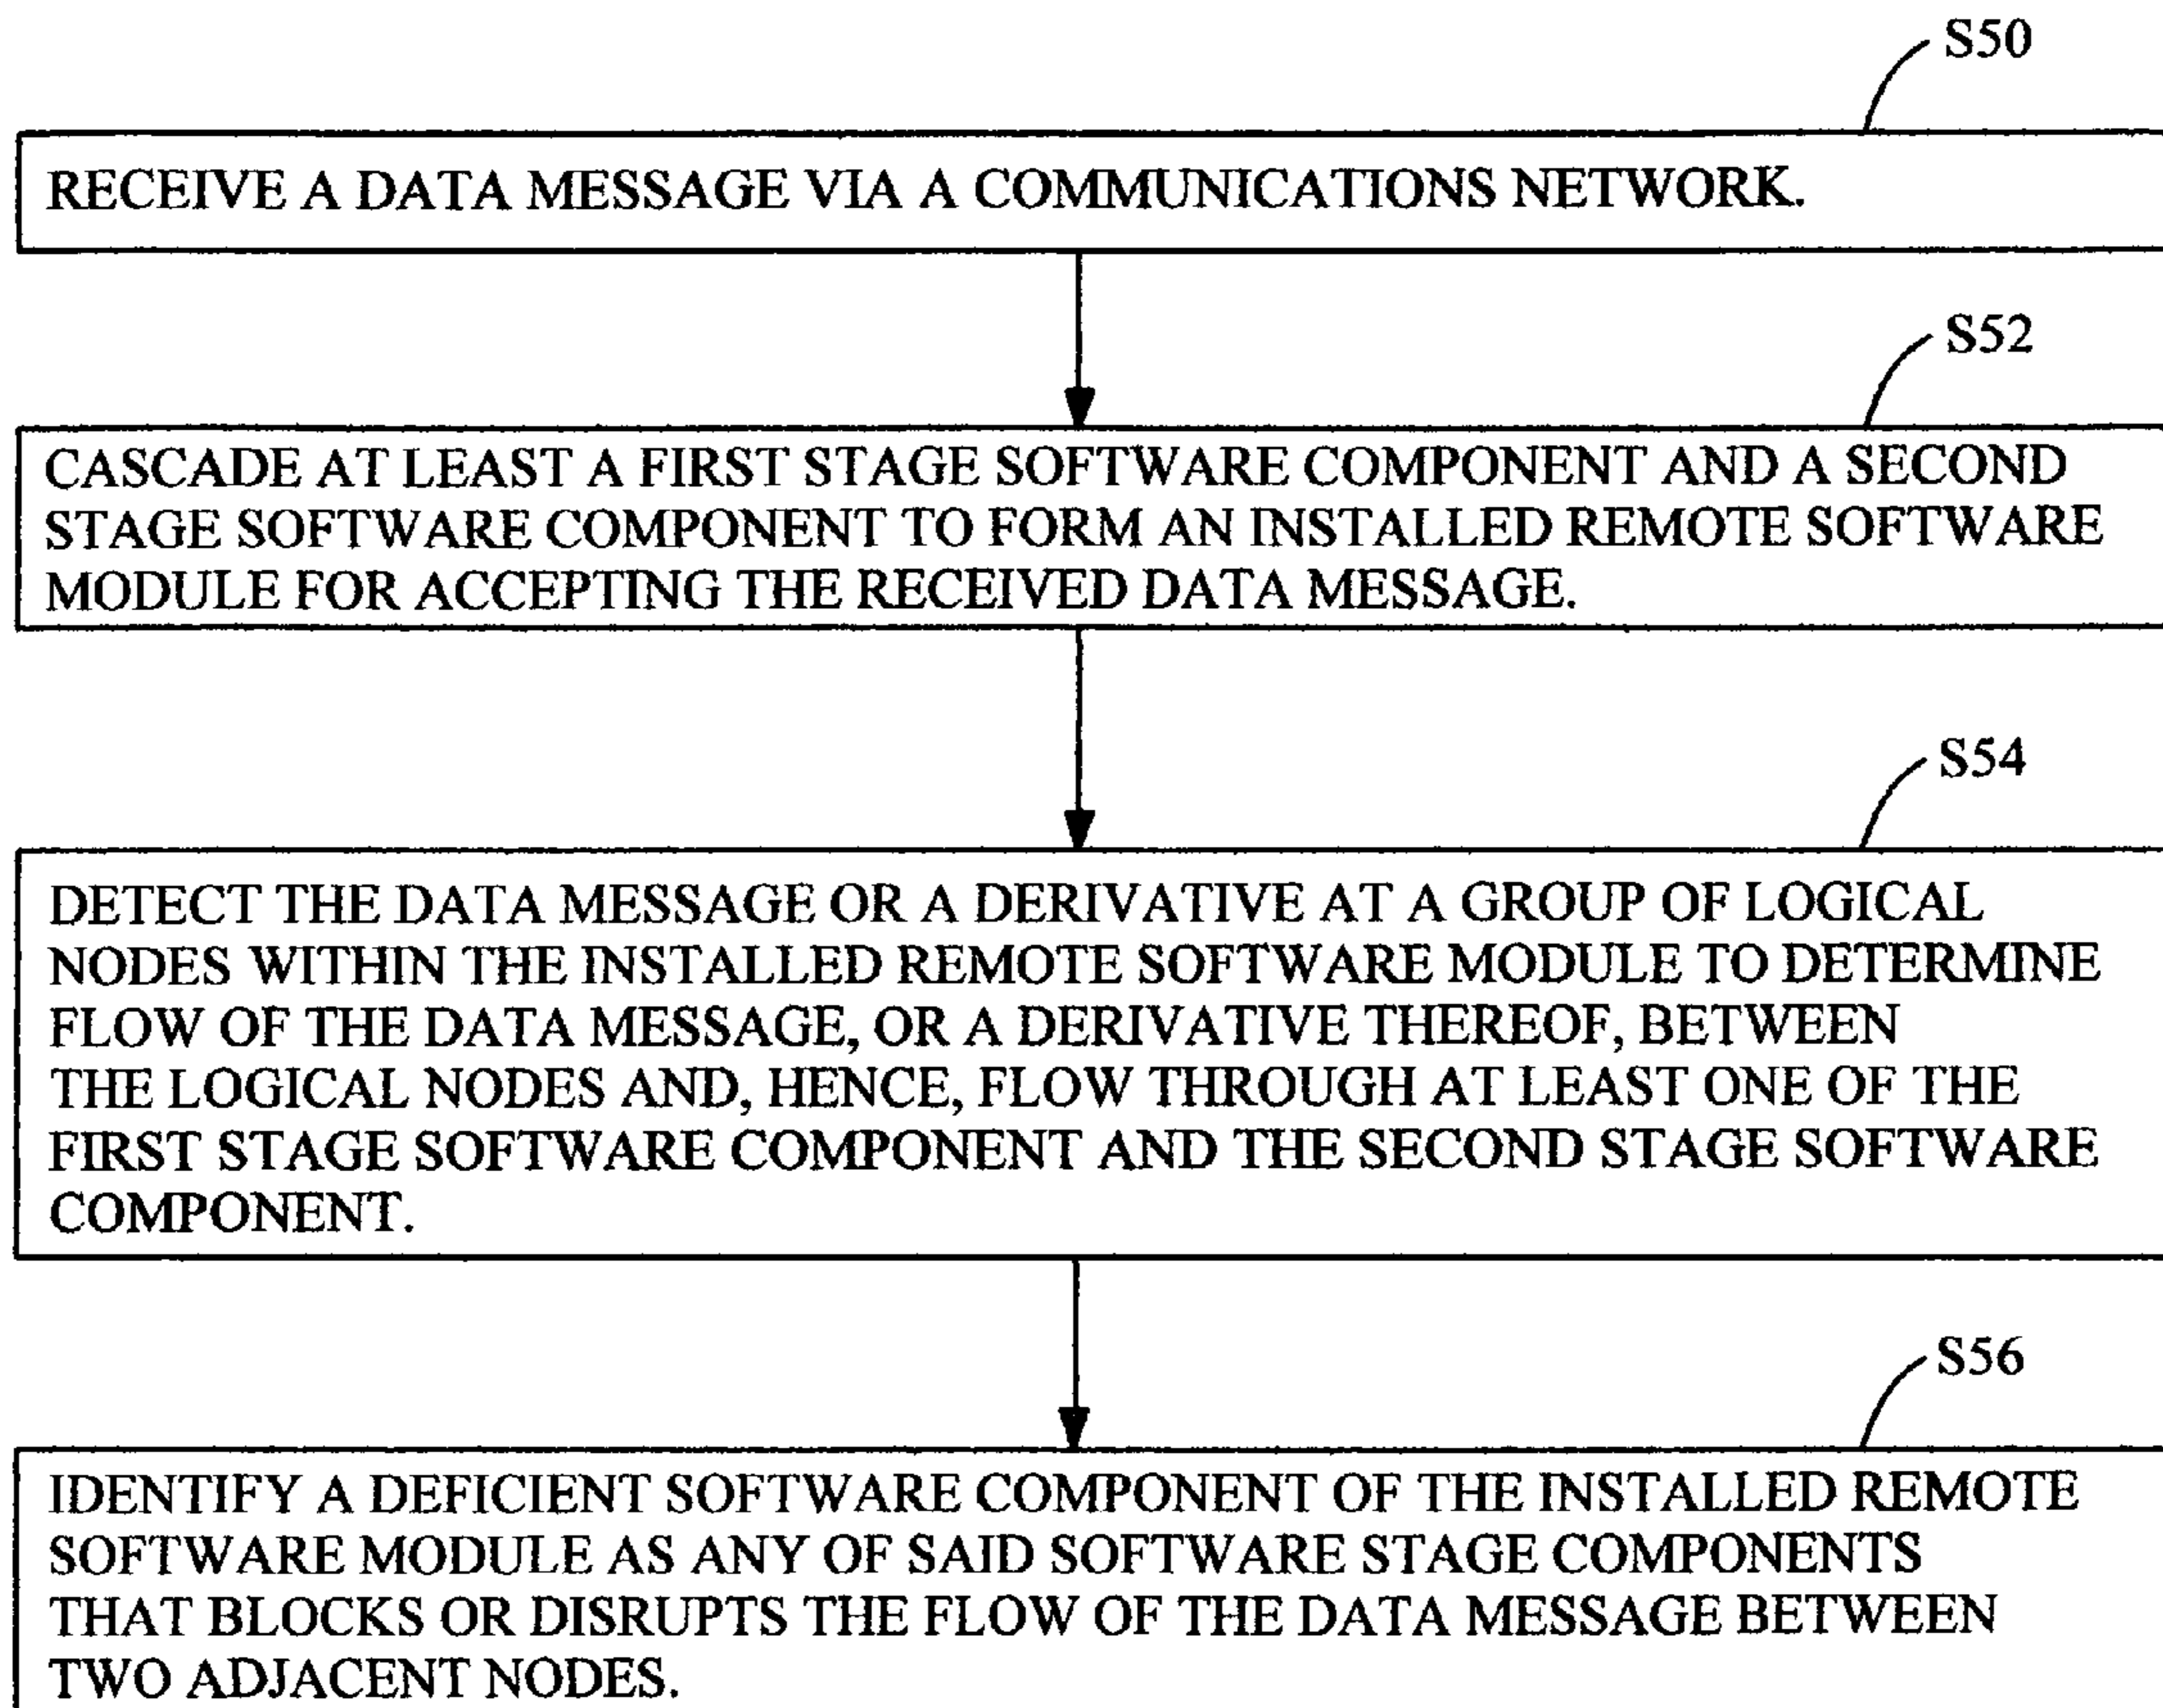 S50
RECEIVE A DATA MESSAGE VIA A COMMUNICATIONS NETWORK.
S52
CASCADE AT LEAST A FIRST STAGE SOFTWARE COMPONENT AND A SECOND
STAGE SOFTWARE COMPONENT TO FORM AN INSTALLED REMOTE SOFTWARE
MODULE FOR ACCEPTING THE RECEIVED DATA MESSAGE.
S54
DETECT THE DATA MESSAGE OR A DERIVATIVE AT A GROUP OF LOGICAL
NODES WITHIN THE INSTALLED REMOTE SOFTWARE MODULE TO DETERMINE
FLOW OF THE DATA MESSAGE, OR A DERIVATIVE THEREOF, BETWEEN
THE LOGICAL NODES AND, HENCE, FLOW THROUGH AT LEAST ONE OF THE
FIRST STAGE SOFTWARE COMPONENT AND THE SECOND STAGE SOFTWARE
COMPONENT.
S56
IDENTIFY A DEFICIENT SOFTWARE COMPONENT OF THE INSTALLED REMOTE
SOFTWARE MODULE AS ANY OF SAID SOFTWARE STAGE COMPONENTS
THAT BLOCKS OR DISRUPTS THE FLOW OF THE DATA MESSAGE BETWEEN
TWO ADJACENT NODES.